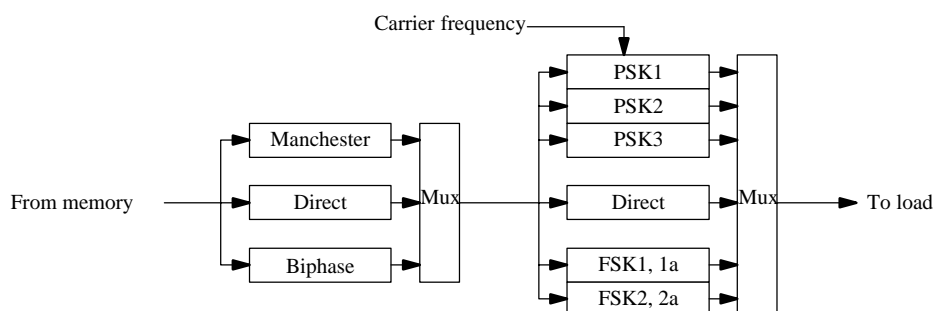 Carrier frequency
PSK1
PSK2
PSK3
Manchester
Mux
Mux
From memory
Direct
Direct
To load
Biphase
FSK1, 1a
FSK2, 2a